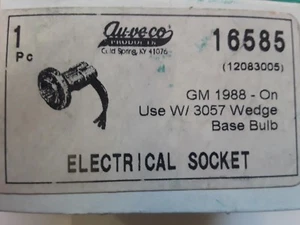 1
Pc
Au-ve-co
PRODUCTS
Cold Spring, KY 41076
16585
(12083005)
GM 1988 - On
Use W/ 3057 Wedge
Base Bulb
ELECTRICAL SOCKET